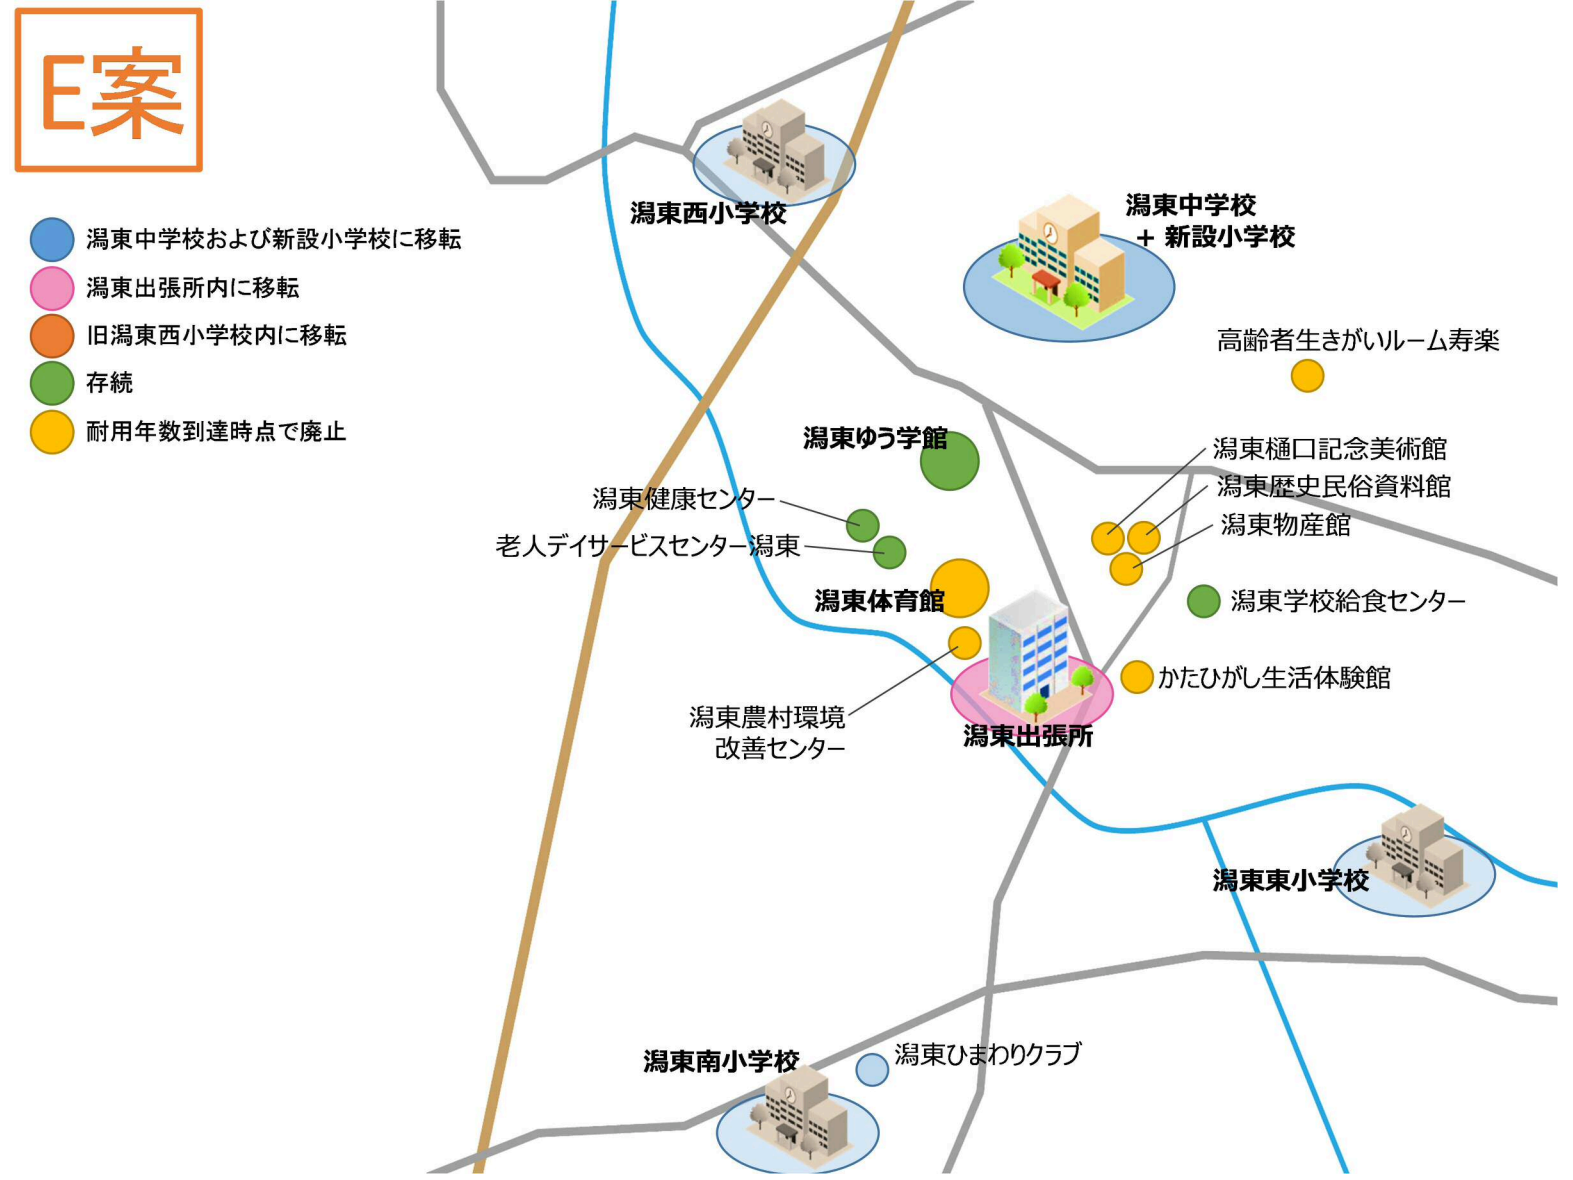 E案
潟東中学校および新設小学校に移転
潟東出張所内に移転
旧潟東西小学校内に移転
存続
耐用年数到達時点で廃止
潟東西小学校
潟東中学校
+ 新設小学校
高齢者生きがいルーム寿楽
潟東ゆう学館
潟東樋口記念美術館
潟東歴史民俗資料館
潟東健康センター
潟東物産館
老人デイサービスセンター潟東
潟東体育館
潟東学校給食センター
かたひがし生活体験館
潟東農村環境
改善センター
潟東出張所
潟東東小学校
潟東南小学校
潟東ひまわりクラブ